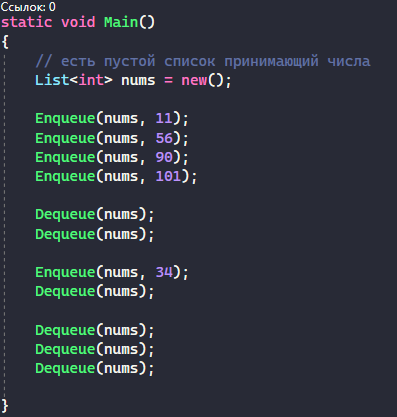 Ссылок: 0
static void Main()
{
// есть пустой список принимающий числа
List<int> nums = new();
Enqueue(nums, 11);
Enqueue(nums, 56);
Enqueue(nums, 90);
Enqueue(nums, 101);
Dequeue(nums);
Dequeue(nums);
Enqueue(nums, 34);
Dequeue(nums);
Dequeue(nums);
Dequeue(nums);
Dequeue(nums);
}